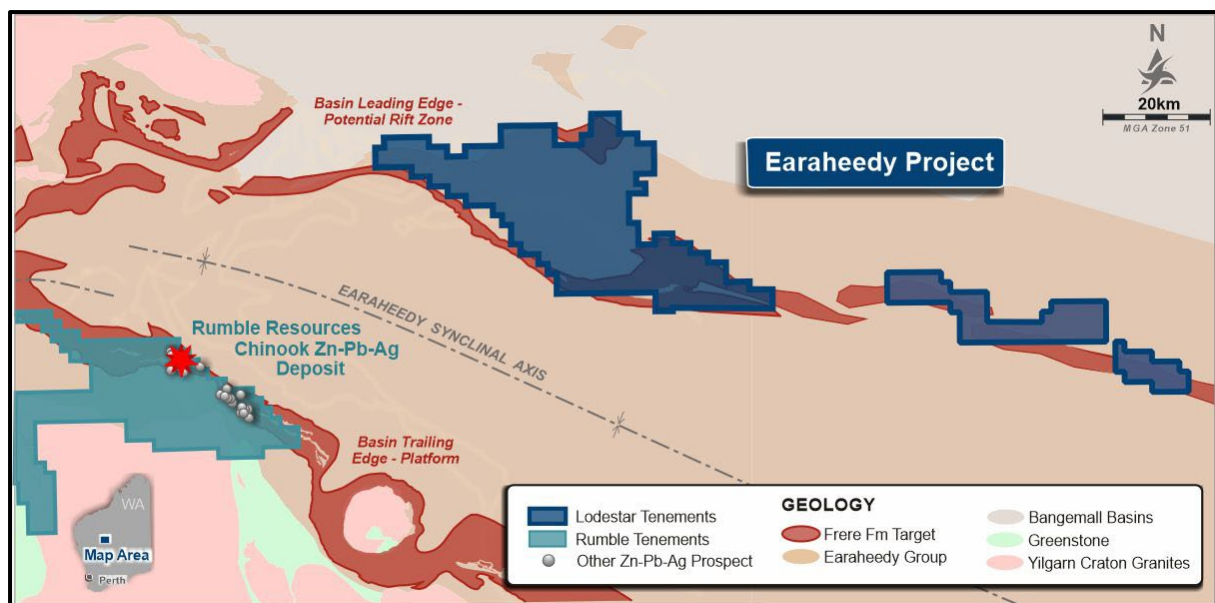 Basin Leading Edge -
Potential Rift Zone
N
20km
MGA Zone 51
Earaheedy Project
EARAHEEDY SYNCLINAL AXIS
Rumble Resources
Chinook Zn-Pb-Ag
Deposit
Basin Trailing
Edge - Platform
WA
Map Area
Perth
Lodestar Tenements
Rumble Tenements
Other Zn-Pb-Ag Prospect
GEOLOGY
Frere Fm Target
Earaheedy Group
Bangemall Basins
Greenstone
Yilgarn Craton Granites